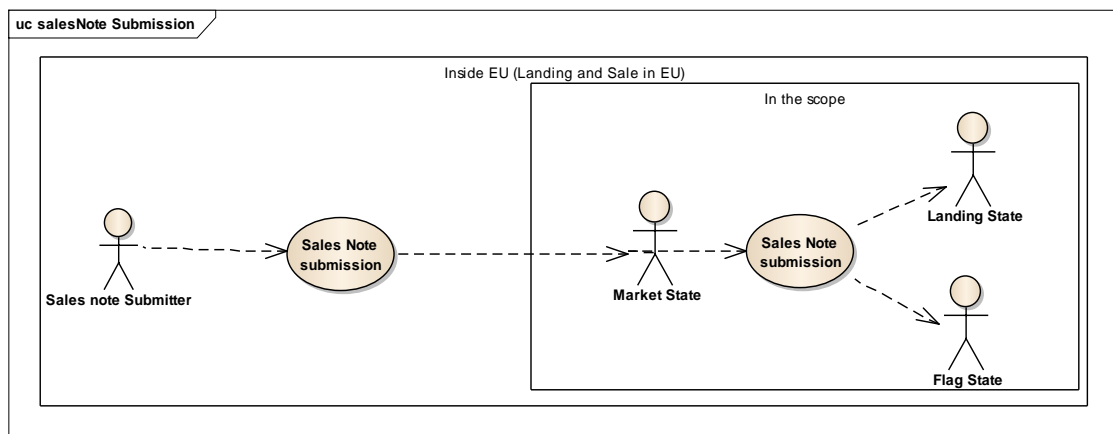 uc salesNote Submission
Inside EU (Landing and Sale in EU)
In the scope
Landing State
Sales Note
submission
Sales Note
submission
Sales note Submitter
Market State
Flag State